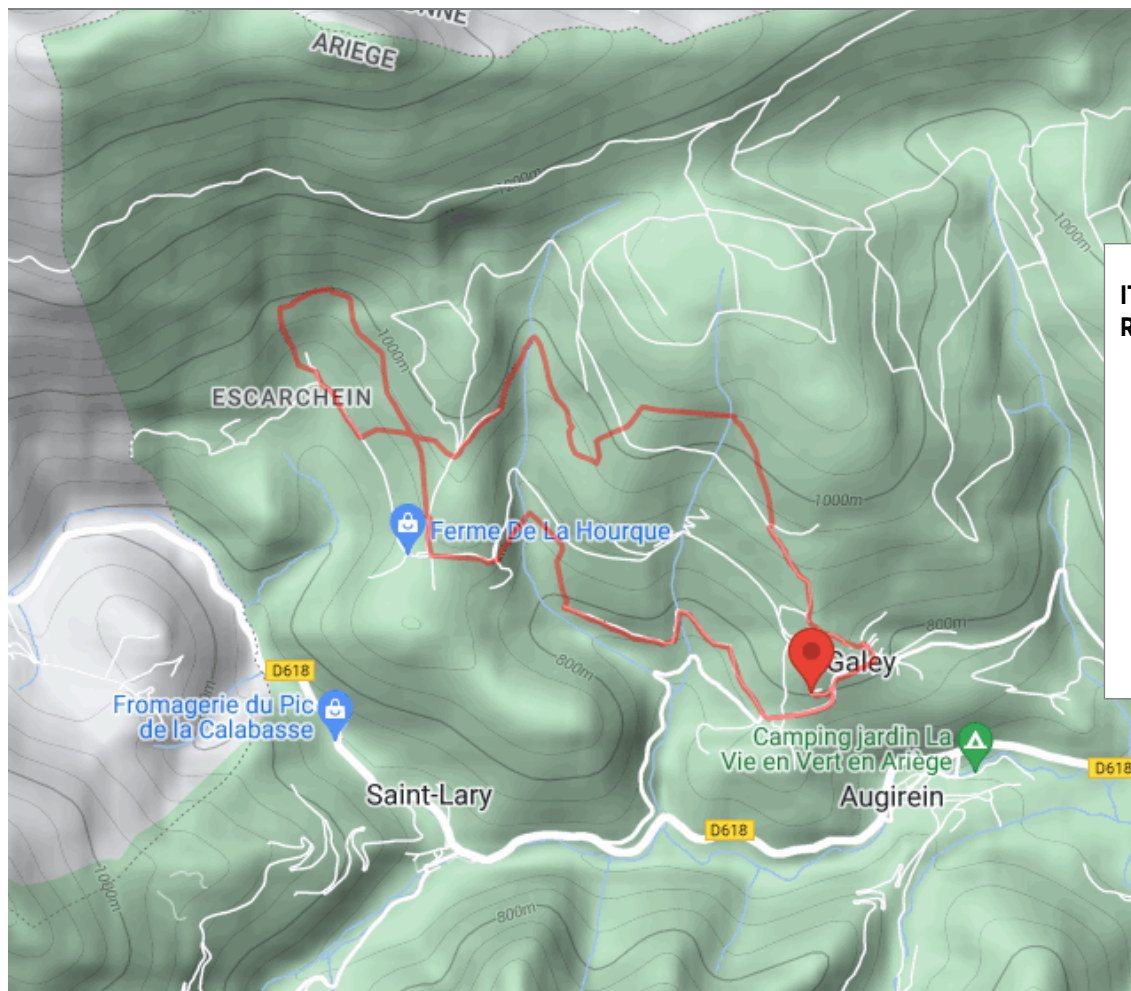 ARIEGE
1000m
1000m
1000m
ESCARCHEIN
1000m
Ferme De La Hourque
800m
800m
Galey
D618
Fromagerie du Pic
de la Calabasse
Camping jardin La
Vie en Vert en Ariège
D618
Saint-Lary
Augirein
D618
1000m
800m